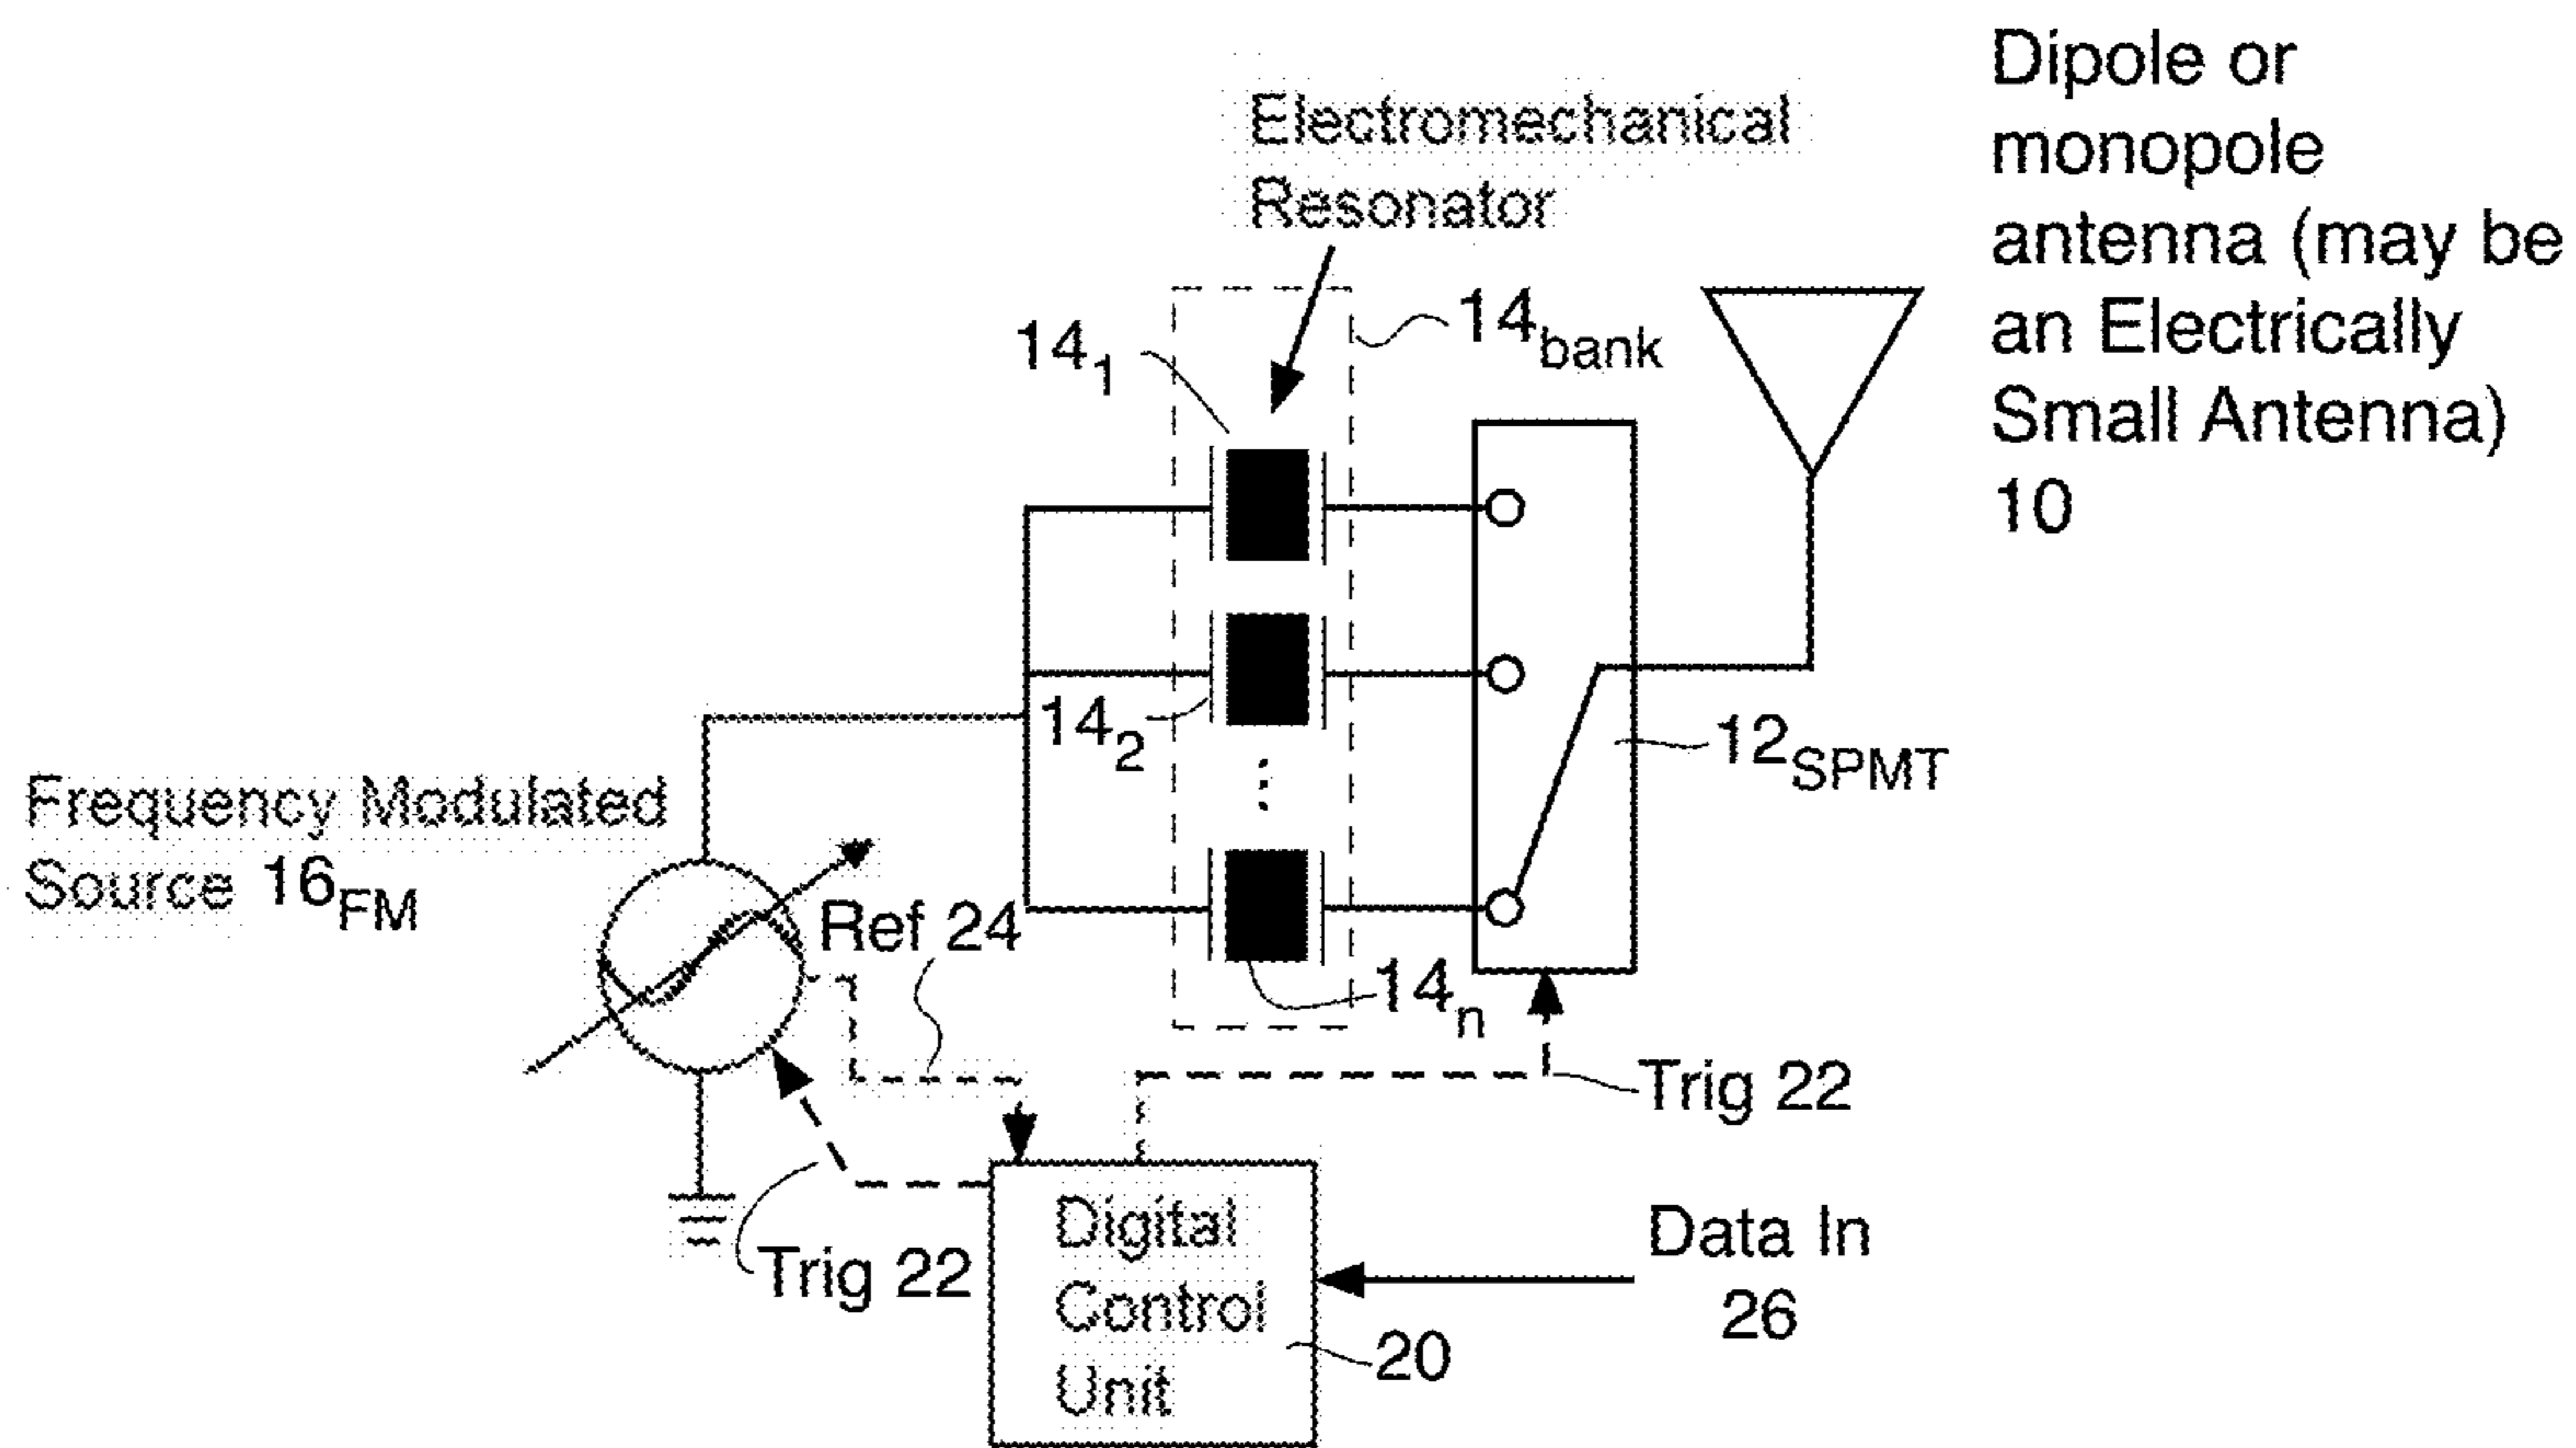 Dipole or
monopole
antenna (may be
an Electrically
Small Antenna)
10
Electromechanical
Resonator
14bank
141
142
12SPMT
Frequency Modulated
Source 16FM
Ref 24
14n
Trig 22
Trig 22
Digital
Control
Unit
20
Data In
26